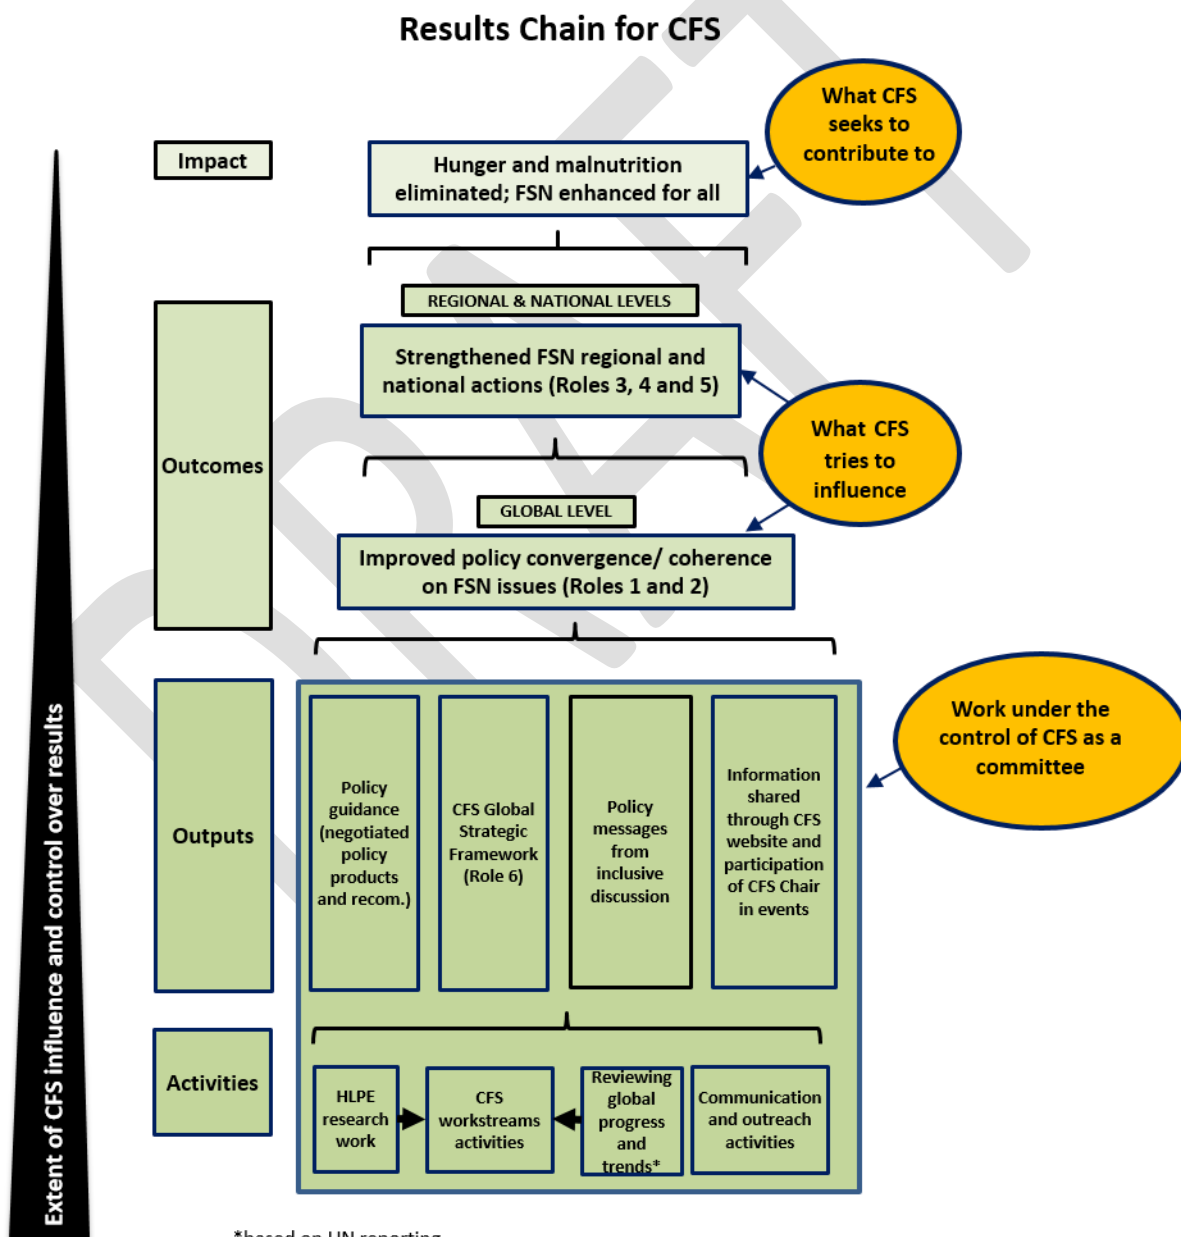 Results Chain for CFS
What CFS
seeks to
contribute to
Impact
Hunger and malnutrition
eliminated; FSN enhanced for all
REGIONAL & NATIONAL LEVELS
Strengthened FSN regional and
national actions (Roles 3, 4 and 5)
What CFS
tries to
influence
Outcomes
GLOBAL LEVEL
Improved policy convergence/ coherence
on FSN issues (Roles 1 and 2)
Work under the
control of CFS as a
committee
Outputs
Policy
guidance
(negotiated
policy
products
and recom.)
CFS Global
Strategic
Framework
(Role 6)
Policy
messages
from
inclusive
discussion
Information
shared
through CFS
website and
participation
of CFS Chair
in events
Activities
HLPE
research
work
CFS
workstreams
activities
Reviewing
global
progress
and
trends*
Communication
and outreach
activities
Extent of CFS influence and control over results
*based on UN reporting
DRAFT